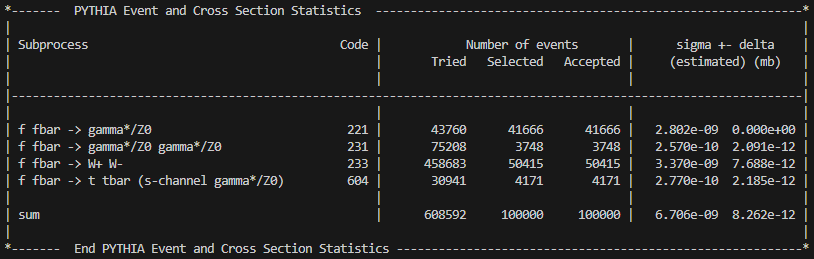 *------- PYTHIA Event and Cross Section Statistics -------------------------------------------------------------*
| |
| Subprocess Code | Number of events | sigma +- delta |
| | Tried Selected Accepted | (estimated) (mb) |
| | | |
|--------------------------------------------------------------------------------------------------------------|
| | | |
| f fbar -> gamma*/Z0 221 | 43760 41666 41666 | 2.802e-09 0.000e+00 |
| f fbar -> gamma*/Z0 gamma*/Z0 231 | 75208 3748 3748 | 2.570e-10 2.091e-12 |
| f fbar -> W+ W- 233 | 458683 50415 50415 | 3.370e-09 7.688e-12 |
| f fbar -> t tbar (s-channel gamma*/Z0) 604 | 30941 4171 4171 | 2.770e-10 2.185e-12 |
| | | |
| sum | 608592 100000 100000 | 6.706e-09 8.262e-12 |
| |
*------- End PYTHIA Event and Cross Section Statistics ----------------------------------------------------------*